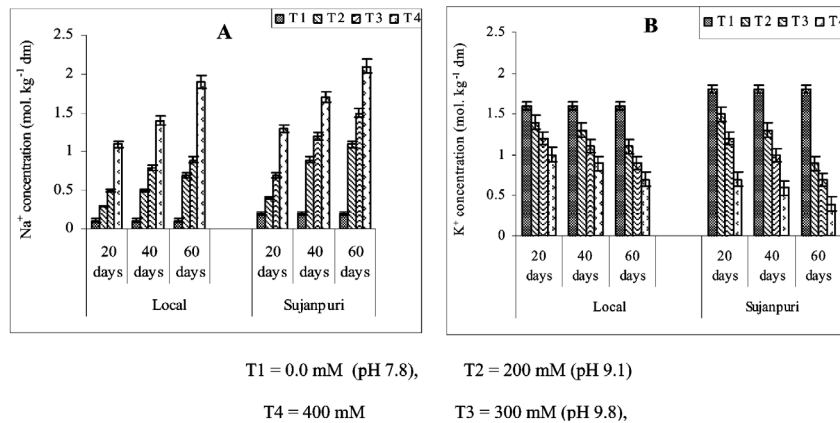 A
T1 T2 T3 T4
Na+ concentration (mol. kg-1 dm)
2.5
2
1.5
1
0.5
0
20 days
40 days
60 days
20 days
40 days
60 days
Local
Sujanpuri
B
T1 T2 T3 T4
K+ concentration (mol. kg-1 dm)
2.5
2
1.5
1
0.5
0
20 days
40 days
60 days
20 days
40 days
60 days
Local
Sujanpuri
T1 = 0.0 mM (pH 7.8), T2 = 200 mM (pH 9.1)
T4 = 400 mM T3 = 300 mM (pH 9.8),